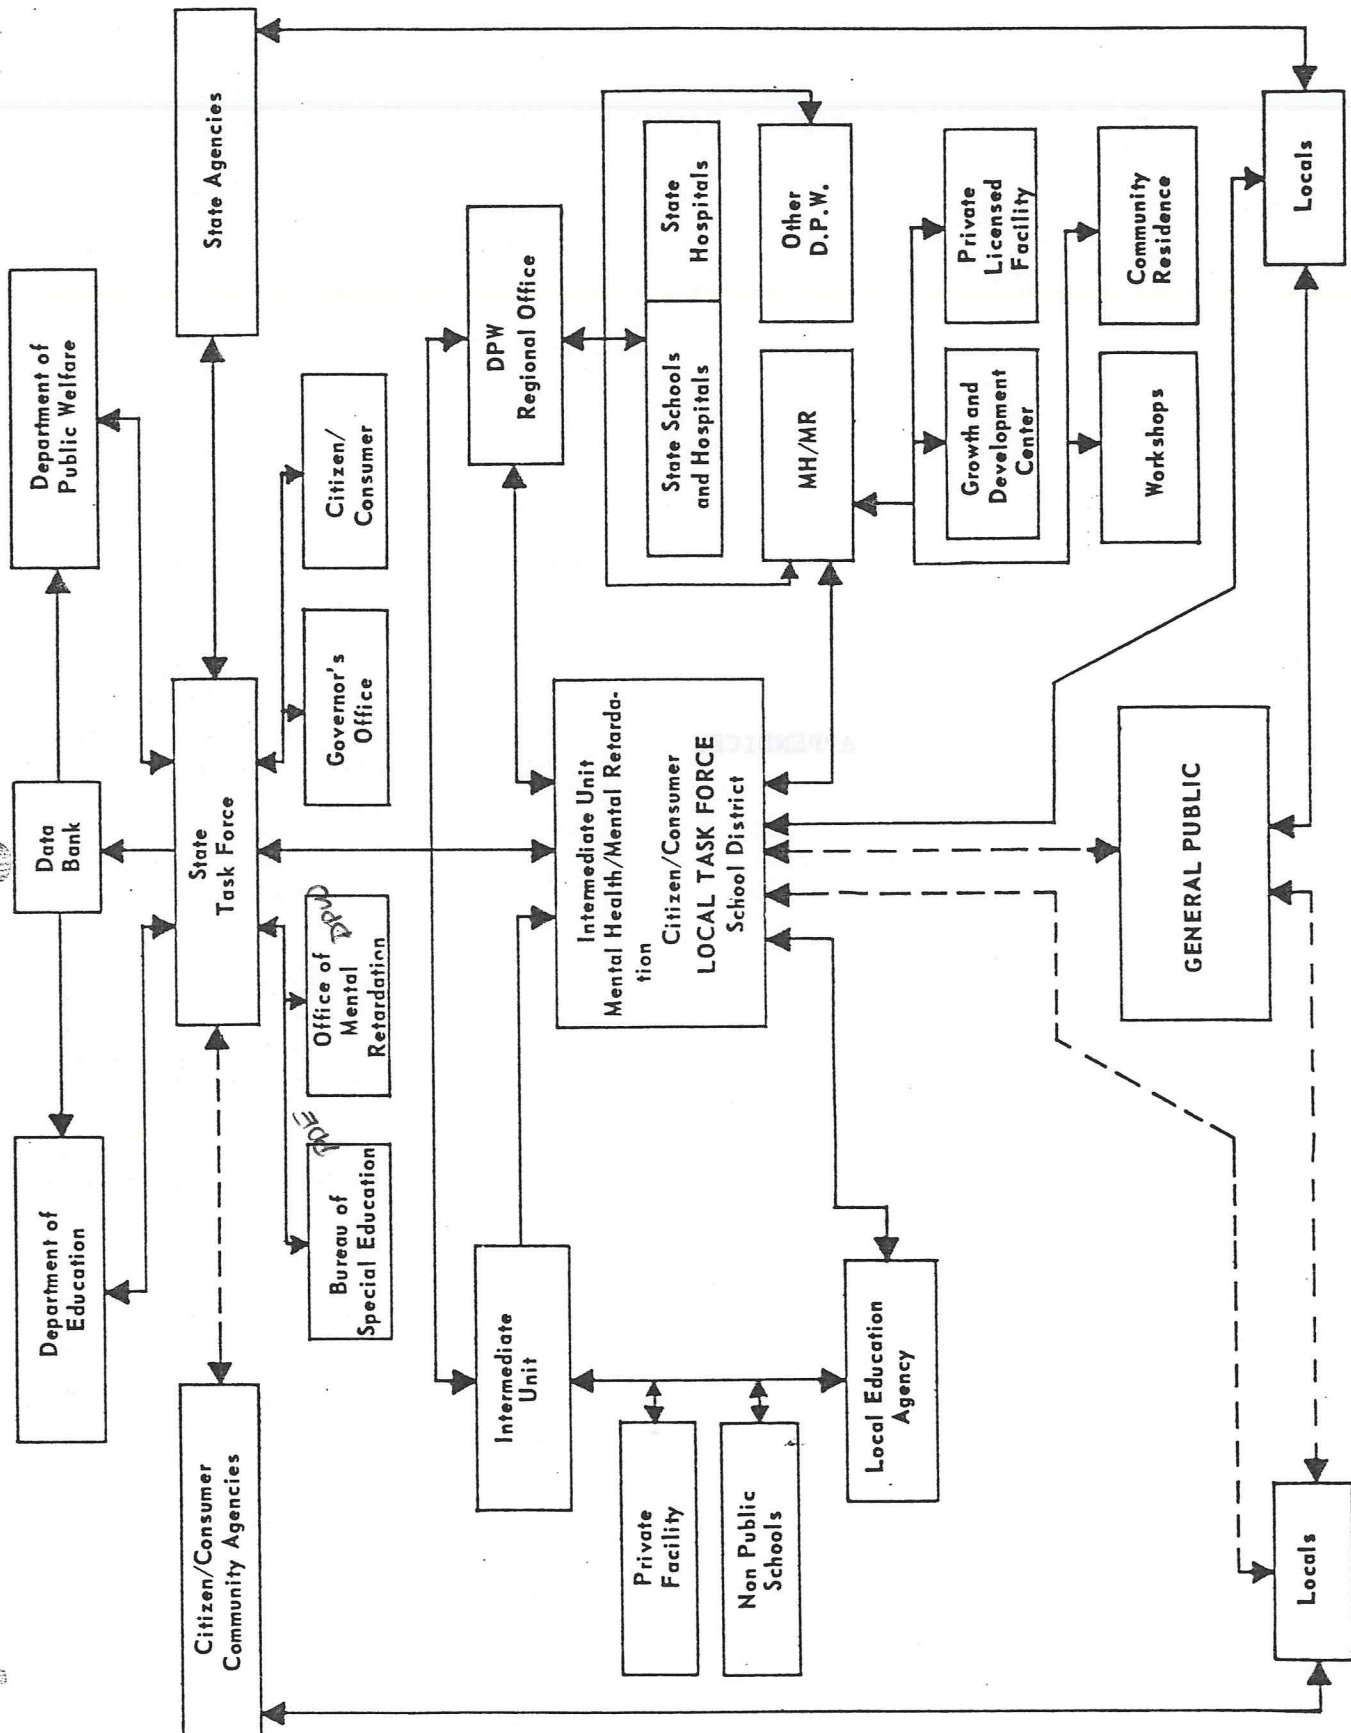 Department of
Education
Data
Bank
Department of
Public Welfare
Citizen/Consumer
Community Agencies
State
Task Force
State Agencies
PDE
DPW
Bureau of
Special Education
Office of
Mental
Retardation
Governor's
Office
Citizen/
Consumer
Intermediate
Unit
DPW
Regional Office
Intermediate Unit
Mental Health/Mental Retarda-
tion
Citizen/Consumer
LOCAL TASK FORCE
School District
Private
Facility
Non Public
Schools
Local Education
Agency
State Schools
and Hospitals
State
Hospitals
MH/MR
Other
D.P.W.
Growth and
Development
Center
Private
Licensed
Facility
Workshops
Community
Residence
GENERAL PUBLIC
Locals
Locals